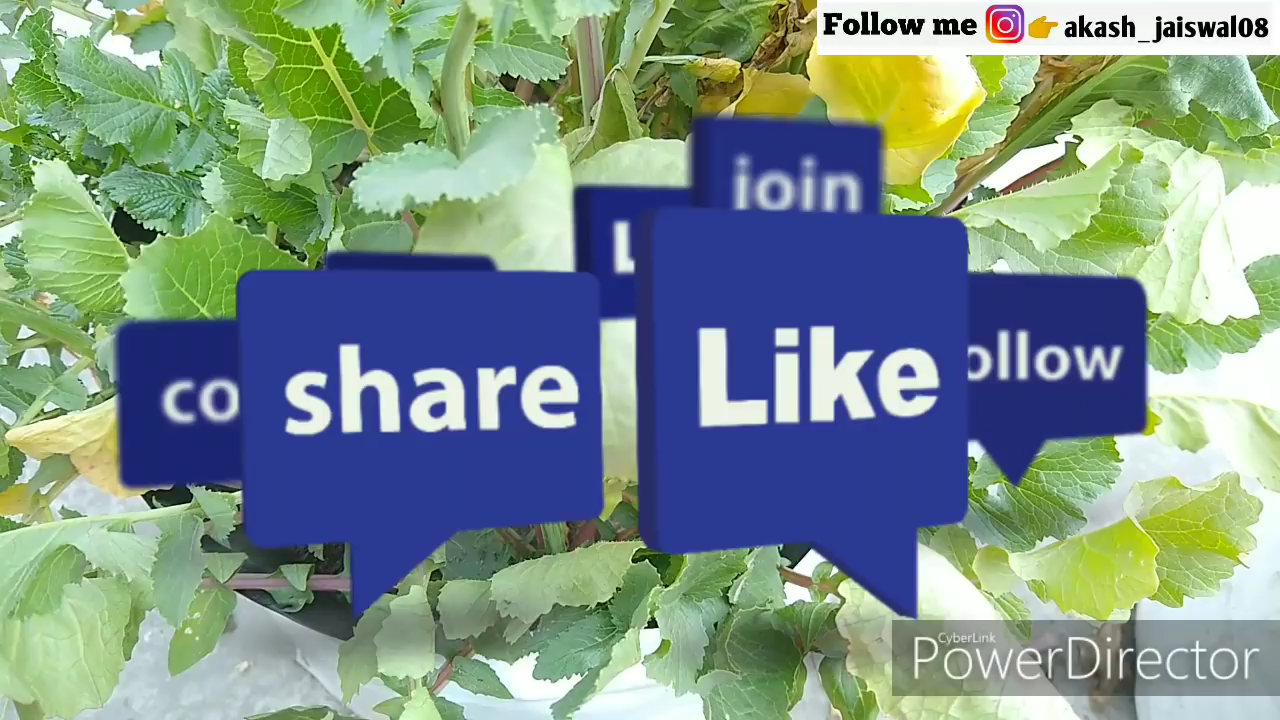 Follow me 👉 akash_jaiswal08
join
L
co
share
Like
ollow
CyberLink
PowerDirector